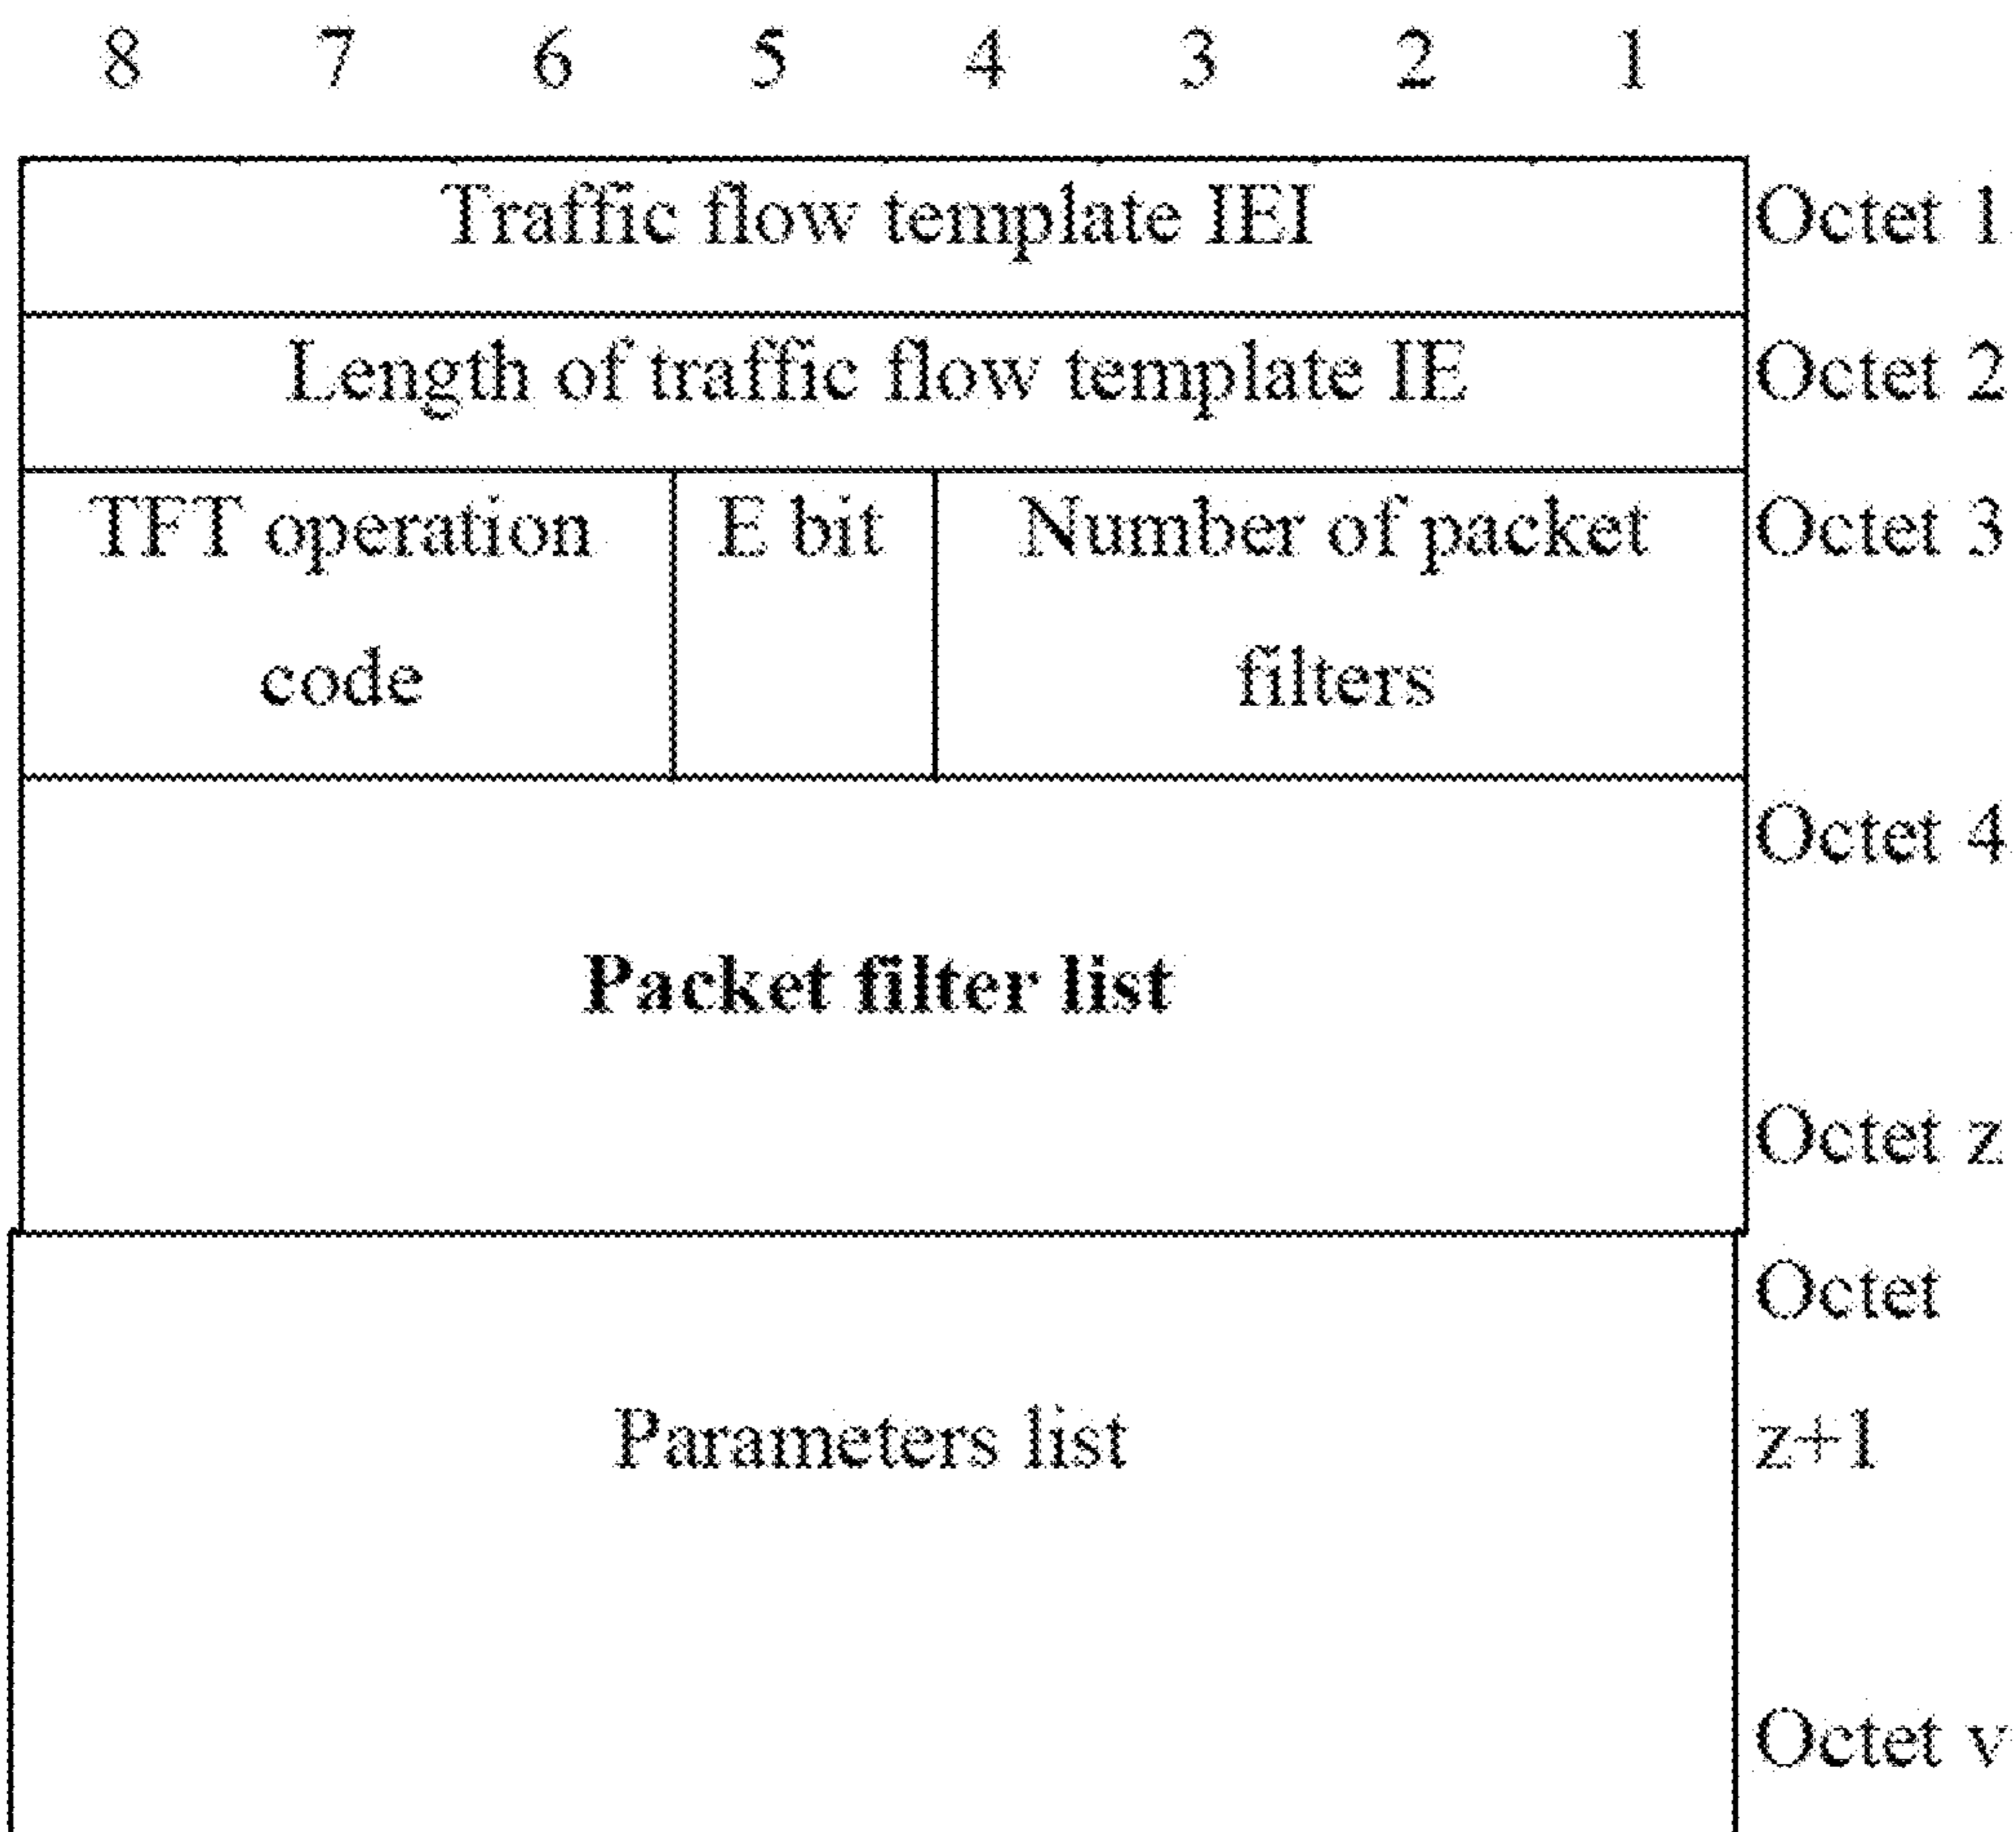 8 7 6 5 4 3 2 1
Traffic flow template IEI Octet 1
Length of traffic flow template IE Octet 2
TFT operation E bit Number of packet Octet 3
code filters
Octet 4
Packet filter list
Octet z
Octet
Parameters list z+1
Octet v